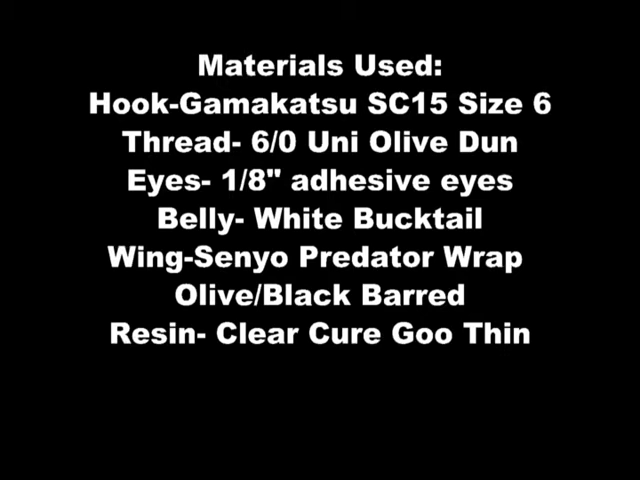 Materials Used:
Hook-Gamakatsu SC15 Size 6
Thread- 6/0 Uni Olive Dun
Eyes- 1/8" adhesive eyes
Belly- White Bucktail
Wing-Senyo Predator Wrap
Olive/Black Barred
Resin- Clear Cure Goo Thin